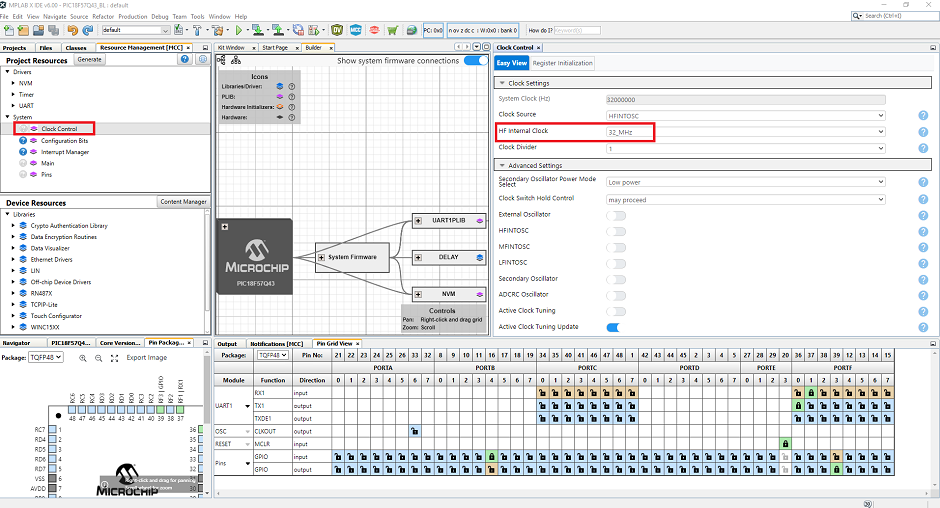 MPLAB X IDE v6.00 - PIC18F57Q43_BL : default
File Edit View Navigate Source Refactor Production Debug Team Tools Window Help
Search (Ctrl+I)
default
PC: 0x0
How do I?
Keyword(s)
Projects Files Classes Resource Management [MCC]
Project Resources Generate
Drivers
NVM
Timer
UART
System
Clock Control
Configuration Bits
Interrupt Manager
Main
Pins
Device Resources Content Manager
Libraries
Crypto Authentication Library
Data Encryption Routines
Data Visualizer
Ethernet Drivers
LIN
Off-chip Device Drivers
RN487X
TCPIP-Lite
Touch Configurator
WINC15XX
Kit Window Start Page Builder
Show system firmware connections
Icons
Libraries/Driver:
PLIB:
Hardware Initializers:
Hardware:
MICROCHIP
PIC18F57Q43
System Firmware
UART1PLIB
DELAY
NVM
Controls
Pan: Right-click and drag grid
Zoom: Scroll
Clock Control
Easy View Register Initialization
Clock Settings
System Clock (Hz) 32000000
Clock Source HFINTOSC
HF Internal Clock 32_MHz
Clock Divider 1
Advanced Settings
Secondary Oscillator Power Mode Select Low power
Clock Switch Hold Control may proceed
External Oscillator
HFINTOSC
MFINTOSC
LFINTOSC
Secondary Oscillator
ADCRC Oscillator
Active Clock Tuning
Active Clock Tuning Update
Navigator PIC18F57Q4... Core Version... Pin Packag...
Package: TQFP48 Export Image
RC6 RC5 RC4 RD3 RD2 RD1 RD0 RC3 RC2 RF3 | GPIO RF2 RF1 | RX1
48 47 46 45 44 43 42 41 40 39 38 37
RC7 1
RD4 2
RD5 3
RD6 4
RD7 5
VSS 6
AVDD 7
36
35
34
33
32
31
30
MICROCHIP
Right-click and drag for panning
Output Notifications [MCC] Pin Grid View
Package: TQFP48 Pin No: 21 22 23 24 25 26 33 32 8 9 10 11 16 17 18 19 34 35 40 41 46 47 48 1 42 43 44 45 2 3 4 5 27 28 29 20 36 37 38 39 12 13 14 15
PORTA PORTB PORTC PORTD PORTE PORTF
Module Function Direction 0 1 2 3 4 5 6 7 0 1 2 3 4 5 6 7 0 1 2 3 4 5 6 7 0 1 2 3 4 5 6 7 0 1 2 3 0 1 2 3 4 5 6 7
RX1 input
UART1 TX1 output
TXDE1 output
OSC CLKOUT output
RESET MCLR input
Pins GPIO input
GPIO output